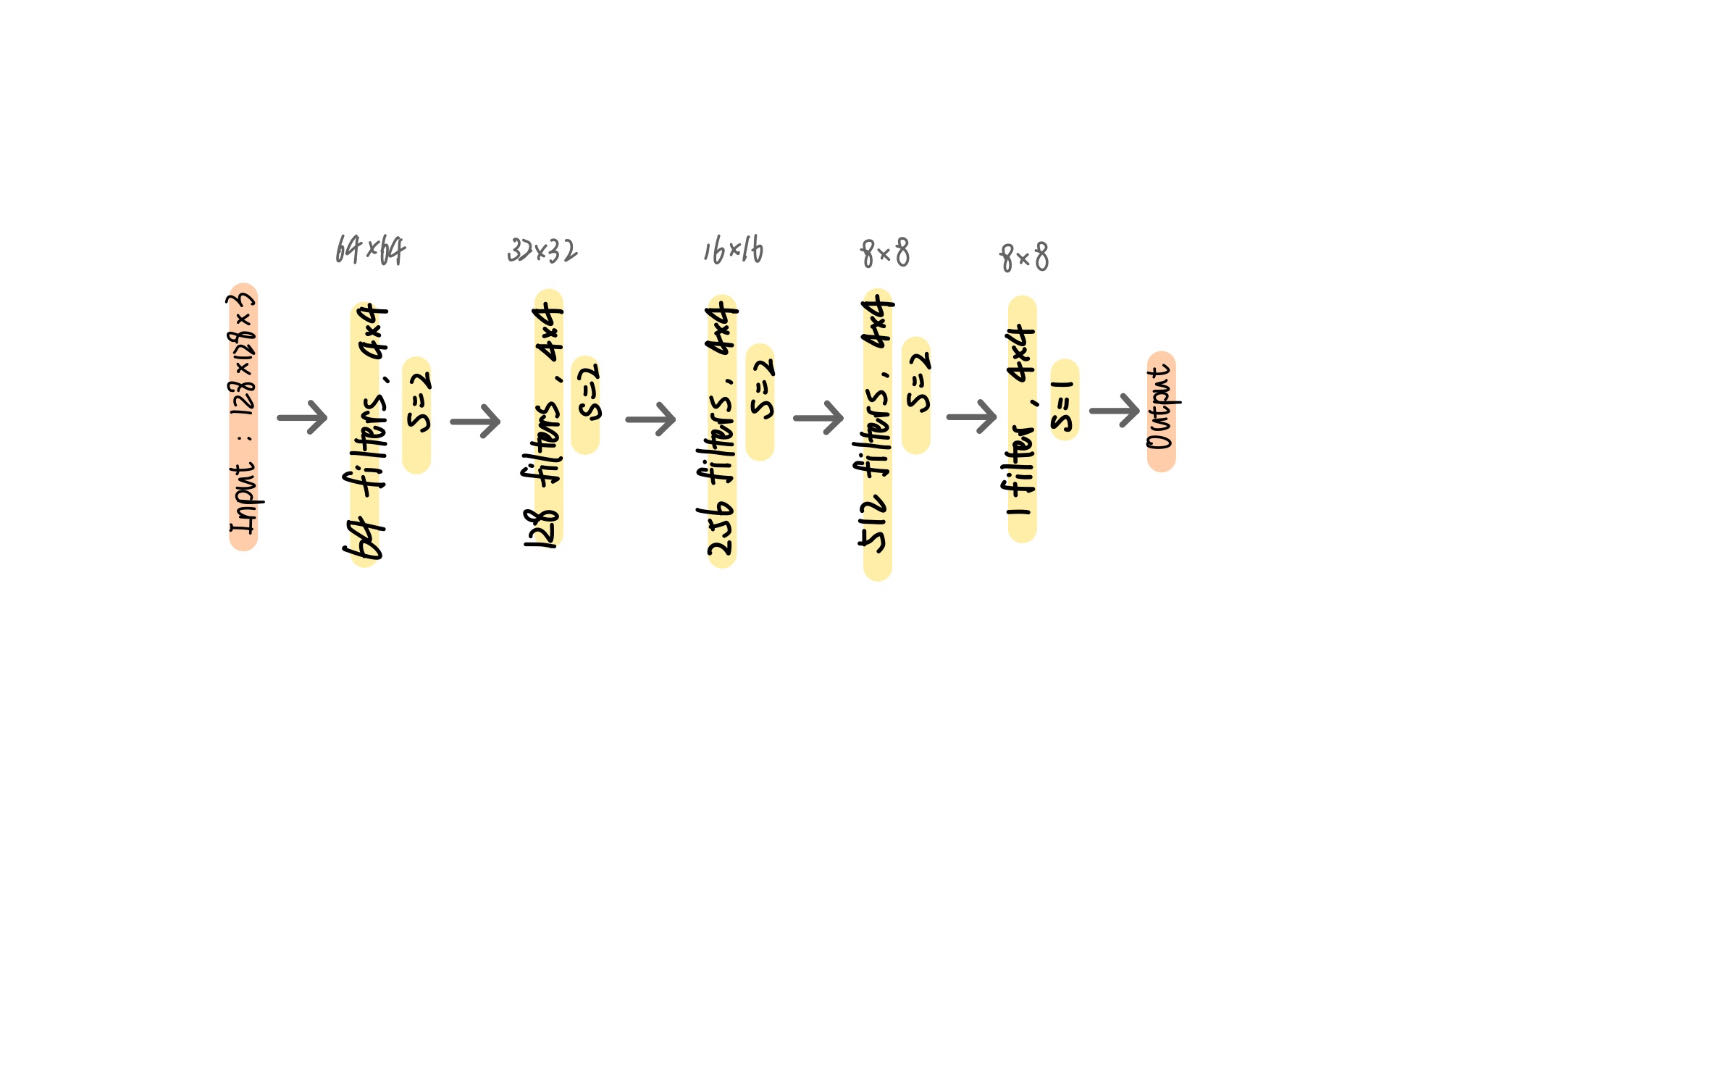 64×64
32×32
16×16
8×8
8×8
Input : 128×128×3
64 filters, 4×4
S=2
128 filters, 4×4
S=2
256 filters, 4×4
S=2
512 filters, 4×4
S=2
1 filter, 4×4
S=1
Output